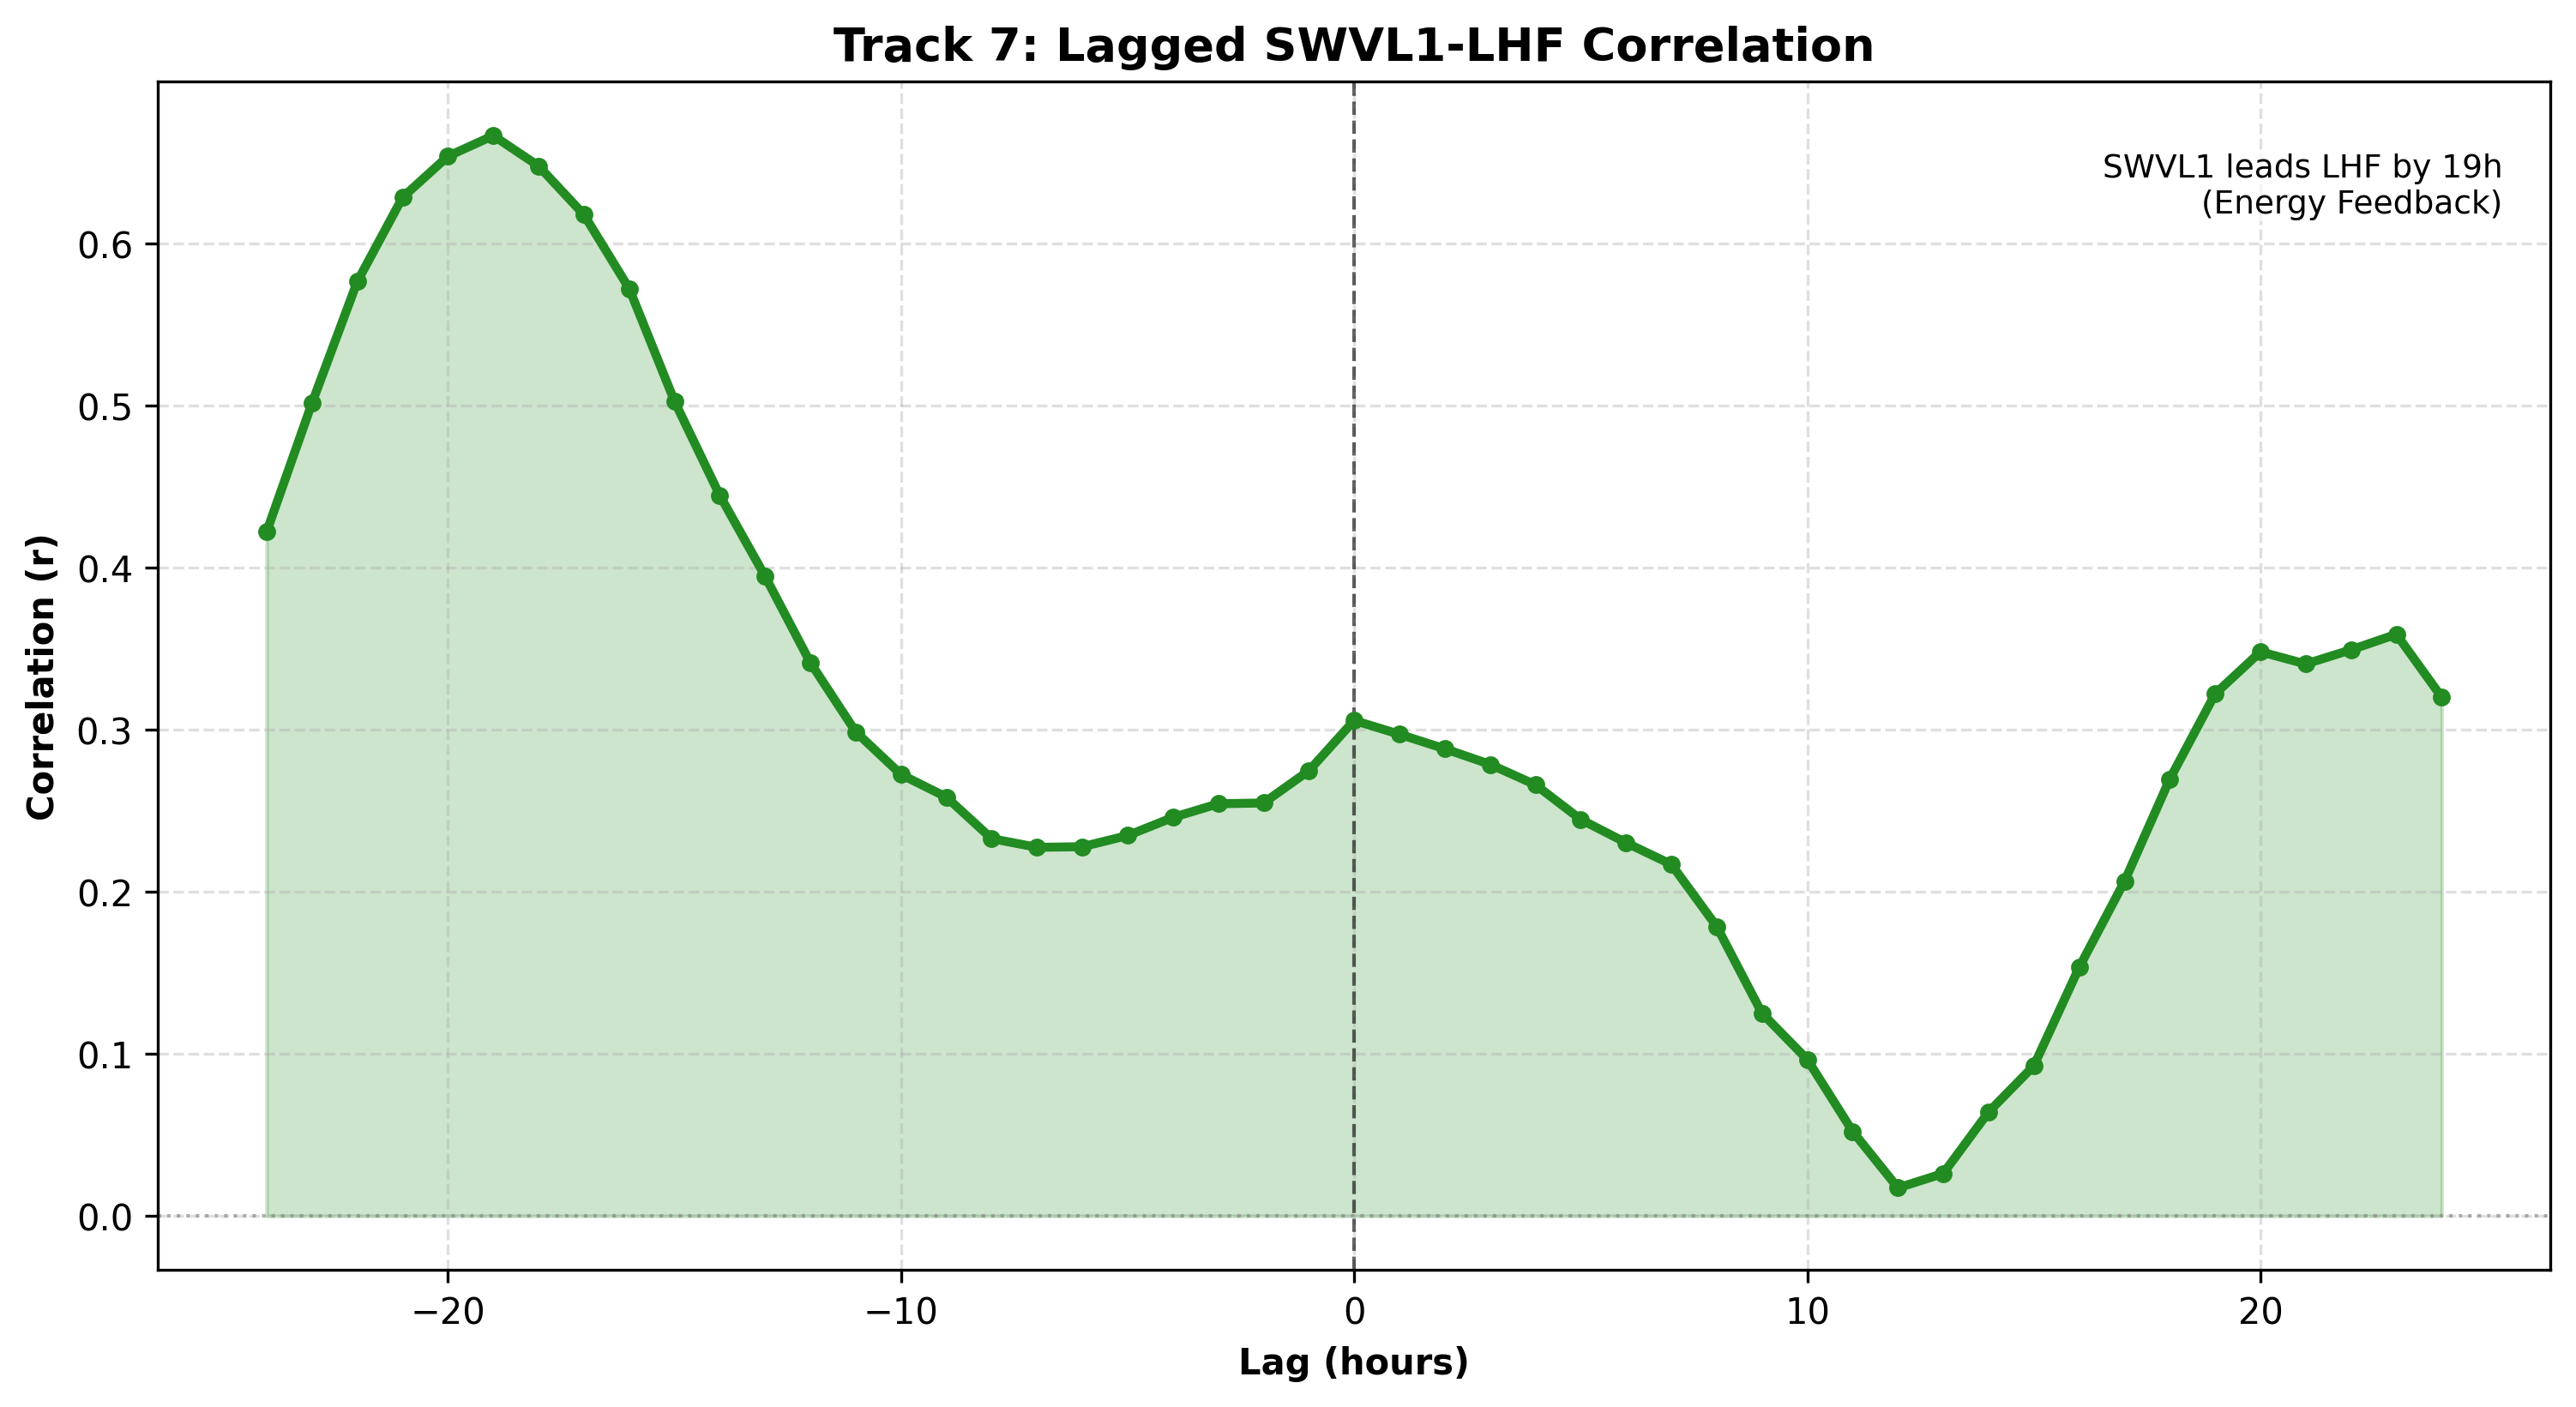 Track 7: Lagged SWVL1-LHF Correlation
SWVL1 leads LHF by 19h
(Energy Feedback)
Correlation (r)
0.6
0.5
0.4
0.3
0.2
0.1
0.0
−20
−10
0
10
20
Lag (hours)